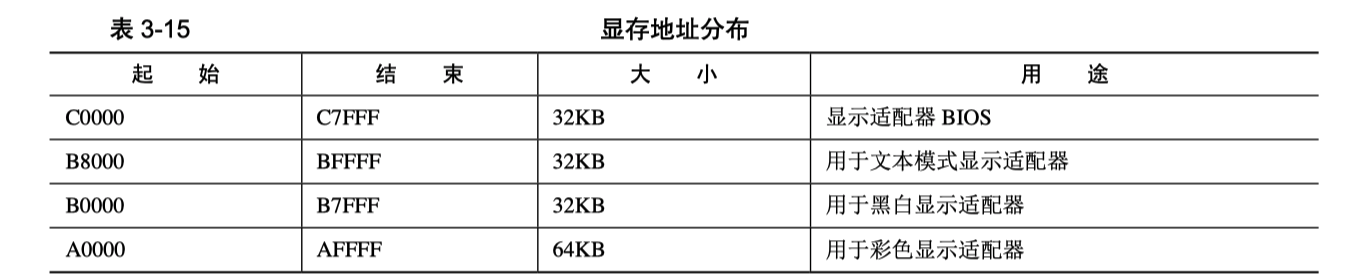 表 3-15 显存地址分布
起 始 结 束 大 小 用 途
C0000 C7FFF 32KB 显示适配器 BIOS
B8000 BFFFF 32KB 用于文本模式显示适配器
B0000 B7FFF 32KB 用于黑白显示适配器
A0000 AFFFF 64KB 用于彩色显示适配器